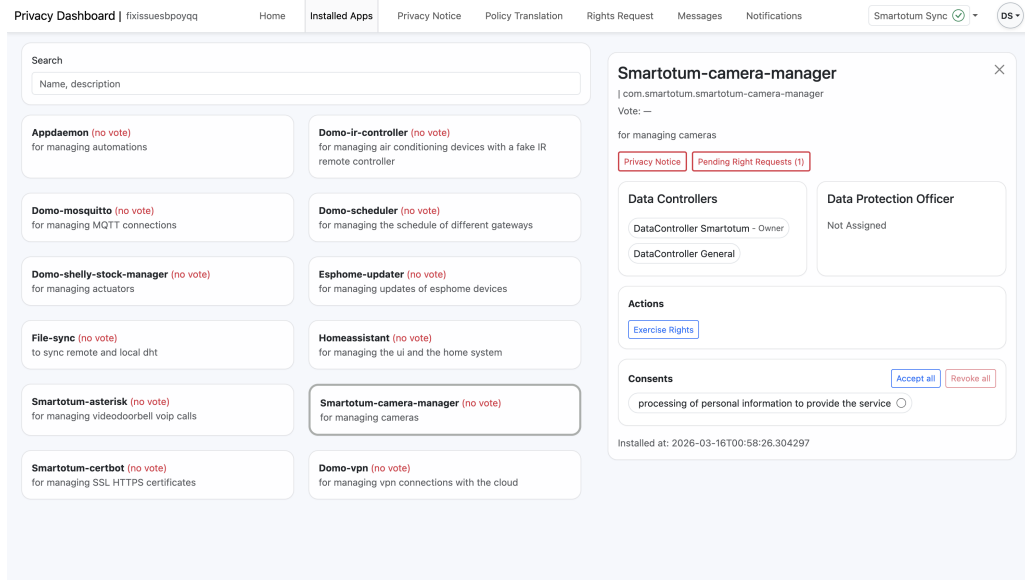 Privacy Dashboard | fixissuesbpoyqq
Home
Installed Apps
Privacy Notice
Policy Translation
Rights Request
Messages
Notifications
Smartotum Sync
DS
Search
Name, description
Appdaemon (no vote)
for managing automations
Domo-ir-controller (no vote)
for managing air conditioning devices with a fake IR
remote controller
Domo-mosquitto (no vote)
for managing MQTT connections
Domo-scheduler (no vote)
for managing the schedule of different gateways
Domo-shelly-stock-manager (no vote)
for managing actuators
Esphome-updater (no vote)
for managing updates of esphome devices
File-sync (no vote)
to sync remote and local dht
Homeassistant (no vote)
for managing the ui and the home system
Smartotum-asterisk (no vote)
for managing videodoorbell voip calls
Smartotum-camera-manager (no vote)
for managing cameras
Smartotum-certbot (no vote)
for managing SSL HTTPS certificates
Domo-vpn (no vote)
for managing vpn connections with the cloud
Smartotum-camera-manager
| com.smartotum.smartotum-camera-manager
Vote: —
for managing cameras
Privacy Notice
Pending Right Requests (1)
Data Controllers
DataController Smartotum - Owner
DataController General
Data Protection Officer
Not Assigned
Actions
Exercise Rights
Consents
Accept all
Revoke all
processing of personal information to provide the service
Installed at: 2026-03-16T00:58:26.304297